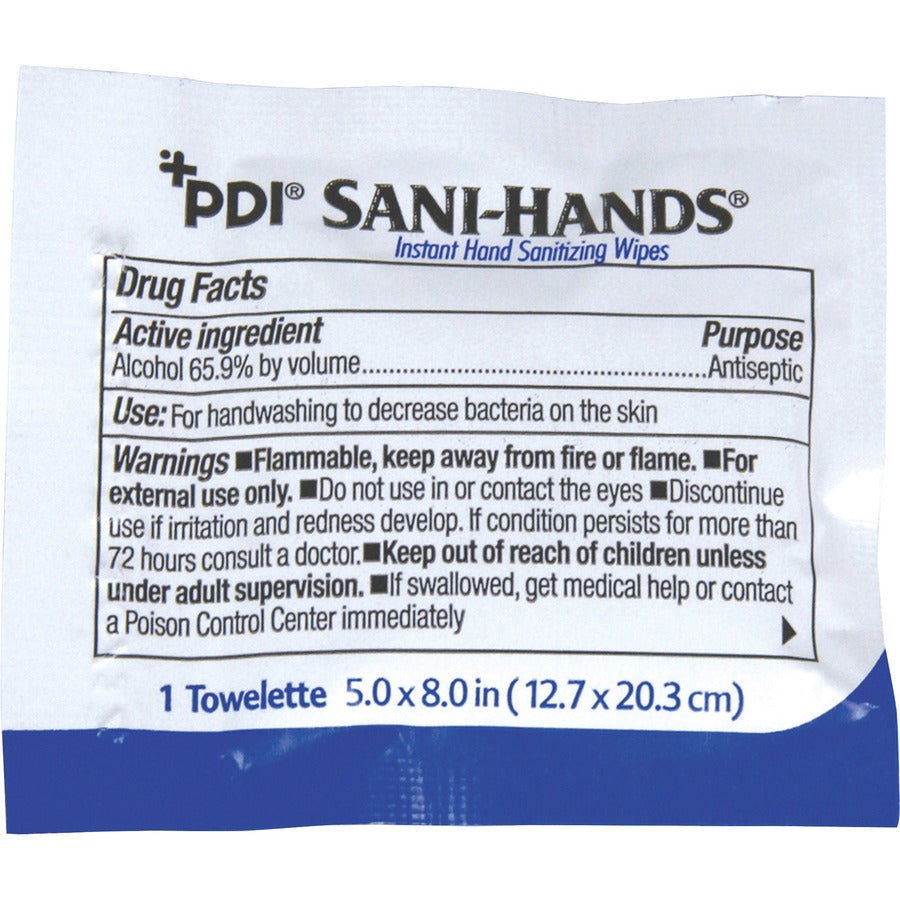 PDI® SANI-HANDS®
Instant Hand Sanitizing Wipes
Drug Facts
Active ingredient Purpose
Alcohol 65.9% by volume..................................................Antiseptic
Use: For handwashing to decrease bacteria on the skin
Warnings ■Flammable, keep away from fire or flame. ■For
external use only. ■Do not use in or contact the eyes ■Discontinue
use if irritation and redness develop. If condition persists for more than
72 hours consult a doctor.■Keep out of reach of children unless
under adult supervision. ■If swallowed, get medical help or contact
a Poison Control Center immediately
1 Towelette 5.0 x 8.0 in ( 12.7 x 20.3 cm)